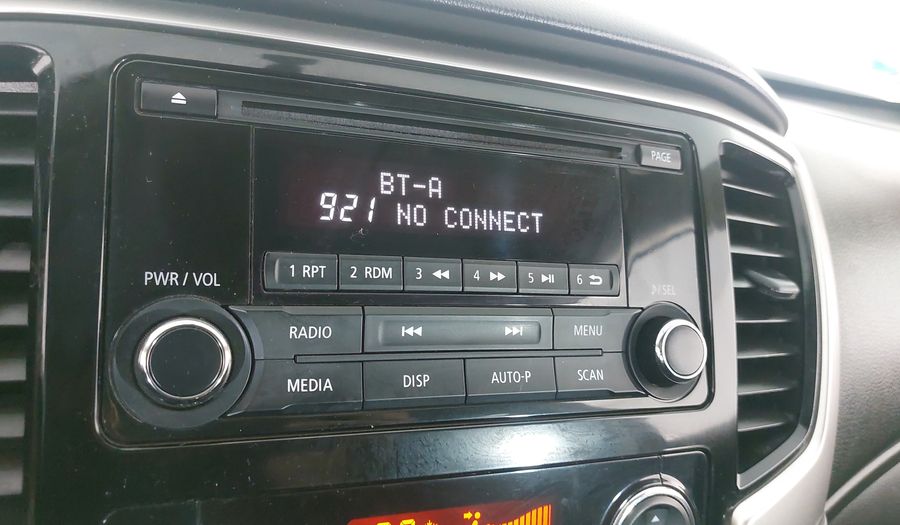 PAGE
BT-A
921 NO CONNECT
1 RPT 2 RDM 3 4 5 6
PWR / VOL
/SEL
RADIO MENU
MEDIA DISP AUTO-P SCAN